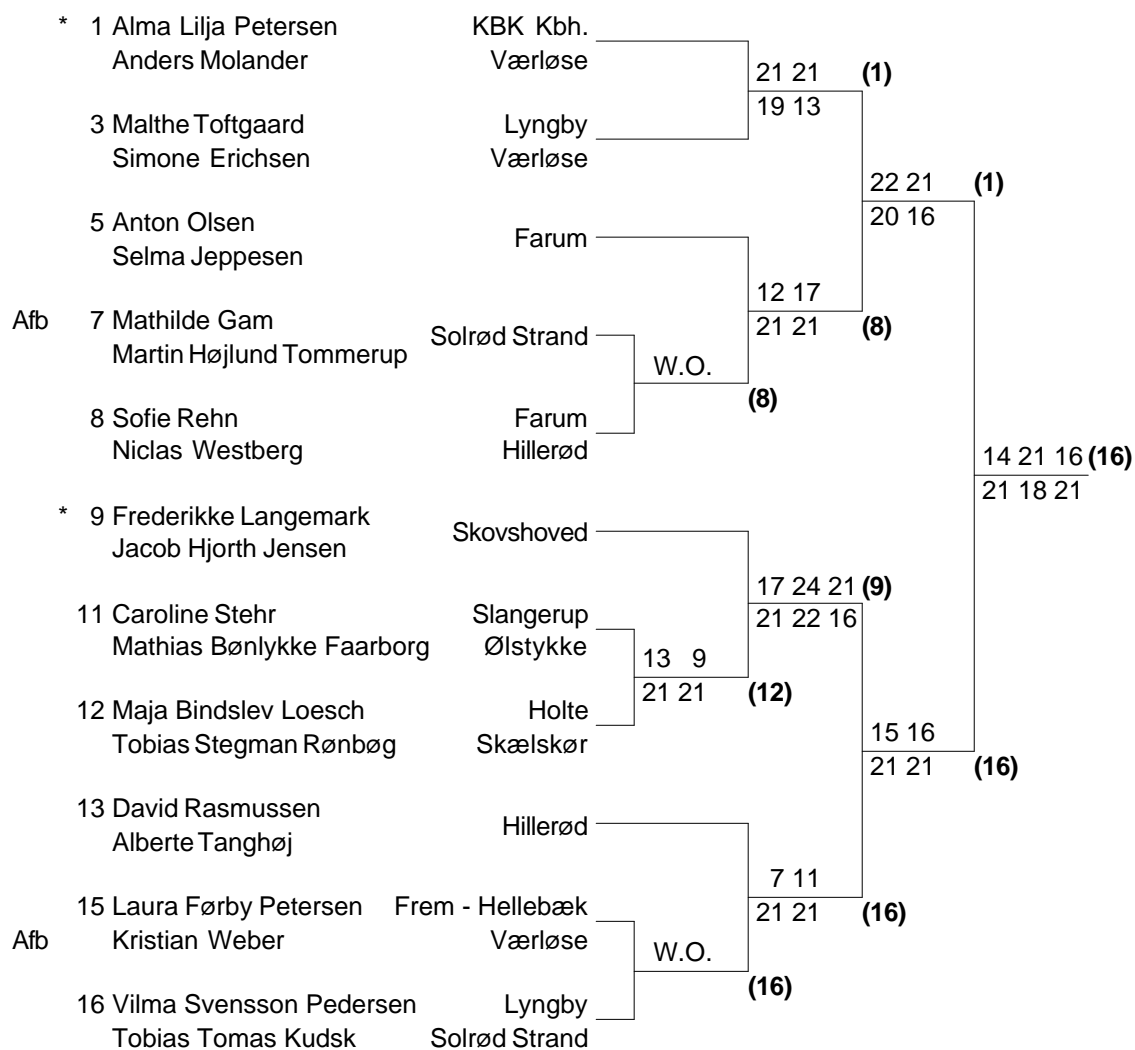 * 1 Alma Lilja Petersen KBK Kbh.
Anders Molander Værløse
21 21 (1)
19 13
3 Malthe Toftgaard Lyngby
Simone Erichsen Værløse
22 21 (1)
20 16
5 Anton Olsen Farum
Selma Jeppesen
12 17
21 21 (8)
Afb 7 Mathilde Gam Solrød Strand
Martin Højlund Tommerup
W.O.
(8)
8 Sofie Rehn Farum
Niclas Westberg Hillerød
14 21 16 (16)
21 18 21
* 9 Frederikke Langemark Skovshoved
Jacob Hjorth Jensen
17 24 21 (9)
21 22 16
11 Caroline Stehr Slangerup
Mathias Bønlykke Faarborg Ølstykke
13 9
21 21 (12)
12 Maja Bindslev Loesch Holte
Tobias Stegman Rønbøg Skælskør
15 16
21 21 (16)
13 David Rasmussen Hillerød
Alberte Tanghøj
7 11
21 21 (16)
15 Laura Førby Petersen Frem - Hellebæk
Afb Kristian Weber Værløse
W.O.
(16)
16 Vilma Svensson Pedersen Lyngby
Tobias Tomas Kudsk Solrød Strand